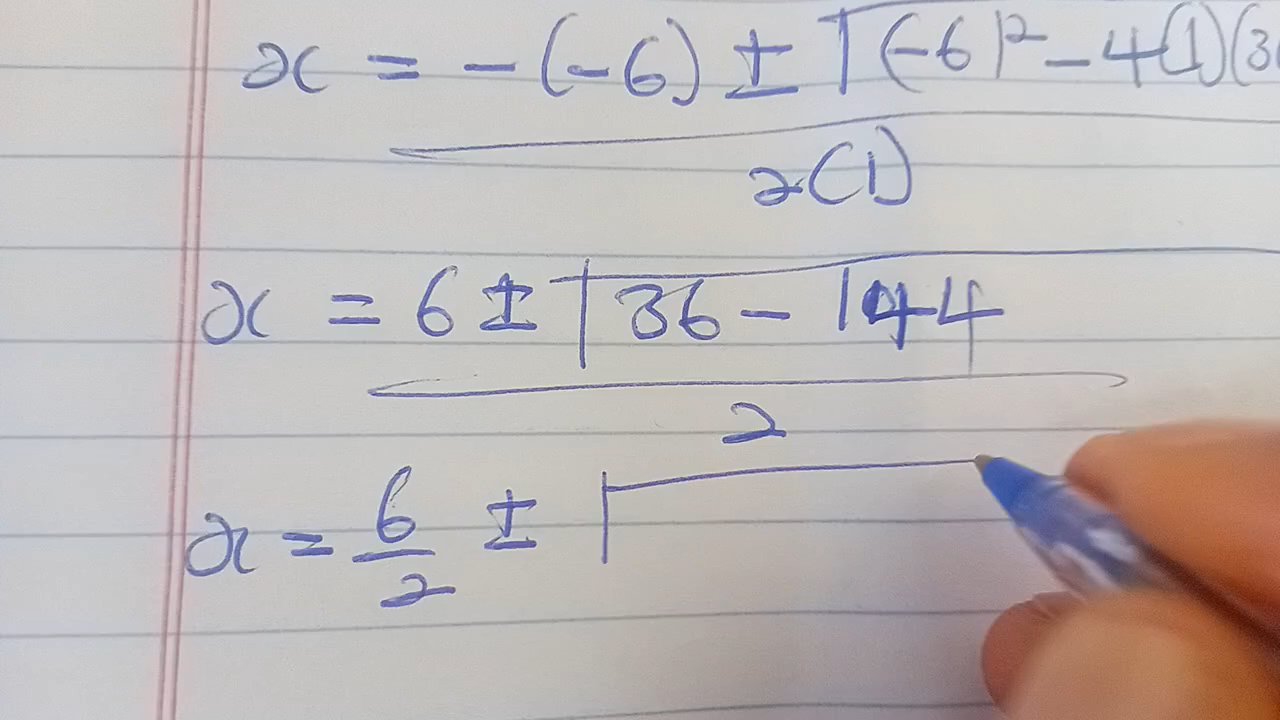 x = -(-6) ± √(-6)² - 4(1)(3
2(1)
x = 6 ± √36 - 144
2
x = 6/2 ± √